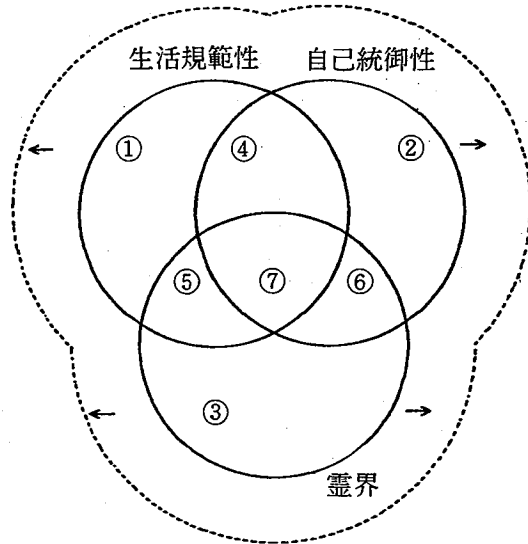 生活規範性 自己統御性
① ④ ②
⑤ ⑦ ⑥
③
霊界